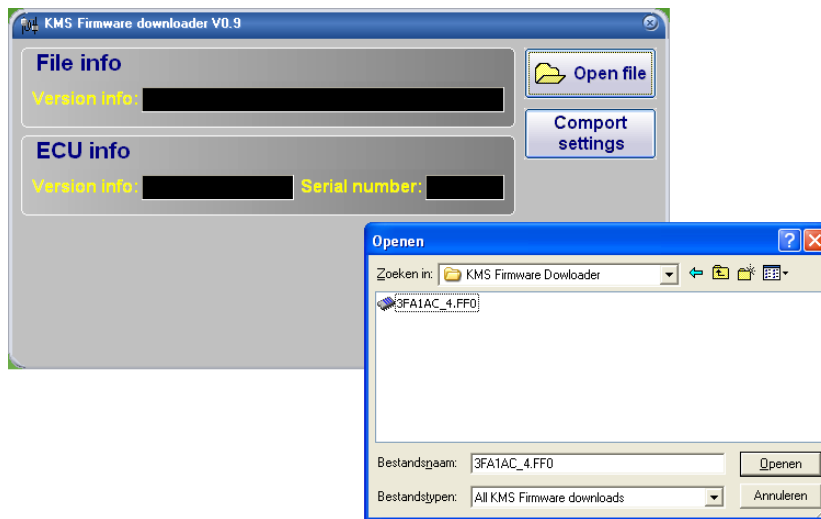 KMS Firmware downloader V0.9
File info
Version info:
Open file
Comport
settings
ECU info
Version info:
Serial number:
Openen
Zoeken in:
KMS Firmware Dowloader
3FA1AC_4.FF0
Bestandsnaam:
3FA1AC_4.FF0
Openen
Bestandstypen:
All KMS Firmware downloads
Annuleren